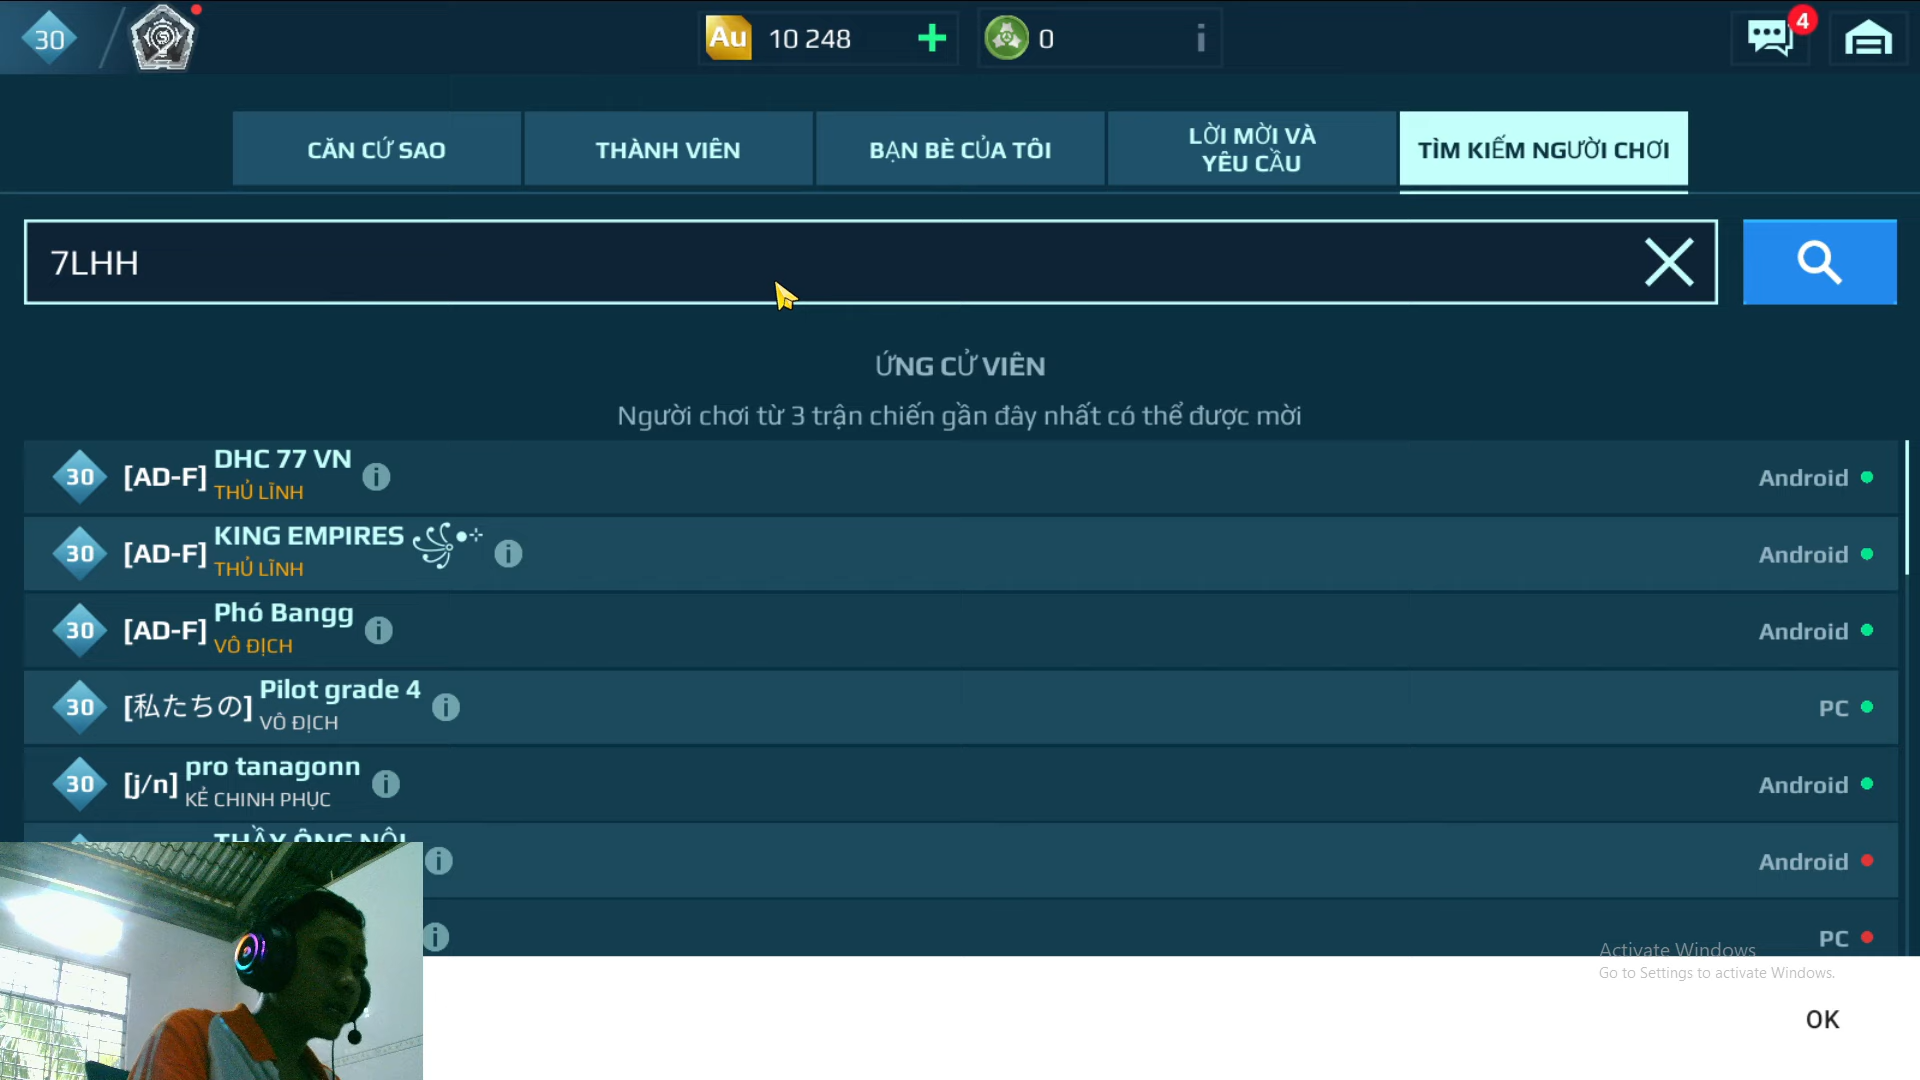 30
Au 10 248
0
4
CĂN CỨ SAO
THÀNH VIÊN
BẠN BÈ CỦA TÔI
LỜI MỜI VÀ
YÊU CẦU
TÌM KIẾM NGƯỜI CHƠI
7LHH
ỨNG CỬ VIÊN
Người chơi từ 3 trận chiến gần đây nhất có thể được mời
30 [AD-F] DHC 77 VN
THỦ LĨNH
Android
30 [AD-F] KING EMPIRES
THỦ LĨNH
Android
30 [AD-F] Phó Bangg
VÔ ĐỊCH
Android
30 [私たちの] Pilot grade 4
VÔ ĐỊCH
PC
30 [j/n] pro tanagonn
KẺ CHINH PHỤC
Android
THẦY ÔNG NỘI
Android
PC
Activate Windows
Go to Settings to activate Windows.
OK